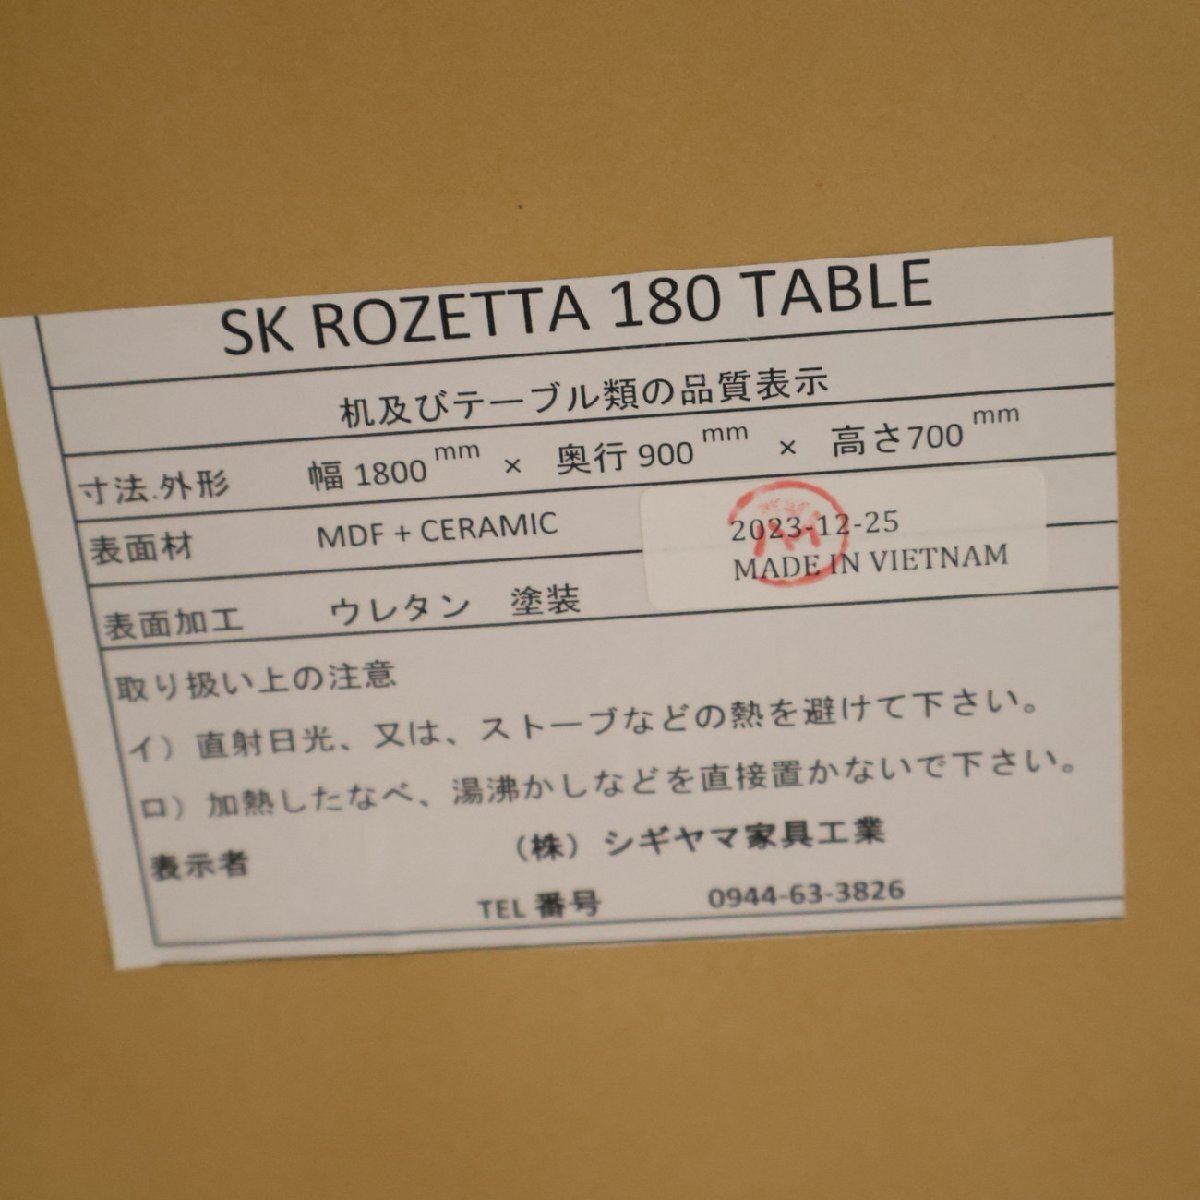 SK ROZETTA 180 TABLE
机及びテーブル類の品質表示
寸法.外形 幅 1800 mm × 奥行 900 mm × 高さ700 mm
表面材 MDF + CERAMIC
2023-12-25
MADE IN VIETNAM
表面加工 ウレタン 塗装
取り扱い上の注意
イ）直射日光、又は、ストーブなどの熱を避けて下さい。
ロ）加熱したなべ、湯沸かしなどを直接置かないで下さい。
表示者 （株）シギヤマ家具工業
TEL 番号 0944-63-3826